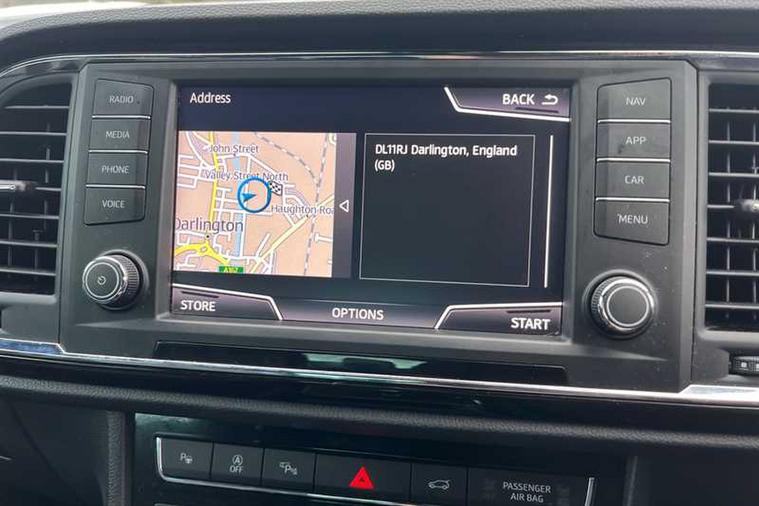 RADIO
MEDIA
PHONE
VOICE
Address
BACK
John Street
Valley Street North
Haughton Road
Darlington
A167
DL11RJ Darlington, England
(GB)
STORE
OPTIONS
START
NAV
APP
CAR
MENU
A
OFF
P
P
PASSENGER
AIR BAG